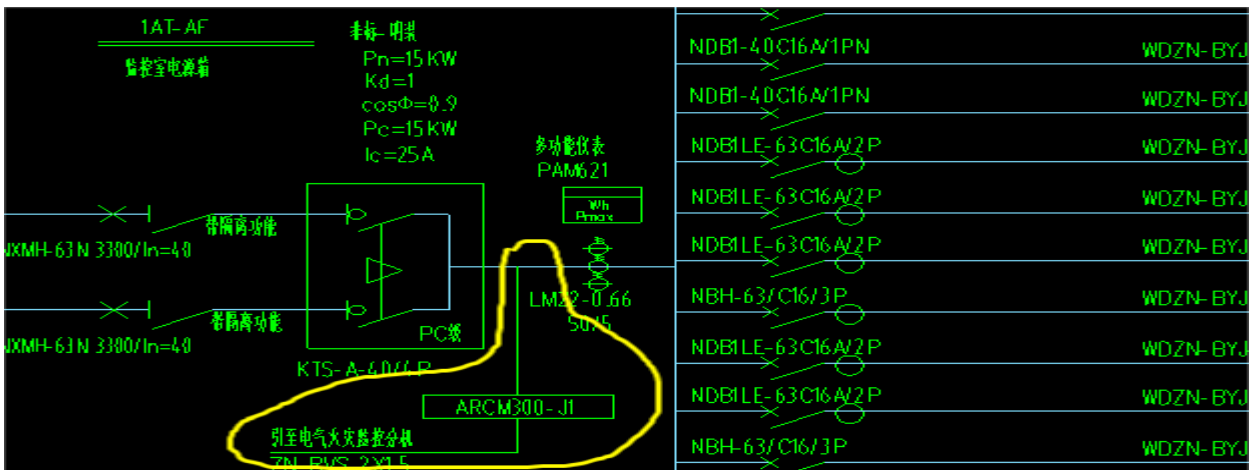 1AT-AF
监控室电源箱
非标-明装
Pn=15KW
Kd=1
cosΦ=8.9
Pc=15KW
Ic=25A
多功能仪表
PAM621
Wh
Pmax
带隔离功能
NXMH-63N 3380/In=40
带隔离功能
NXMH-63N 3380/In=40
PC级
KTS-A-40/4P
LMZ2-0.66
50/5
ARCM300-J1
引至电气火灾监控分机
ZN-RVS-2X1.5
NDB1-40C16A/1PN WDZN-BYJ
NDB1-40C16A/1PN WDZN-BYJ
NDB1LE-63C16A/2P WDZN-BYJ
NDB1LE-63C16A/2P WDZN-BYJ
NDB1LE-63C16A/2P WDZN-BYJ
NBH-63/C16/3P WDZN-BYJ
NDB1LE-63C16A/2P WDZN-BYJ
NDB1LE-63C16A/2P WDZN-BYJ
NBH-63/C16/3P WDZN-BYJ